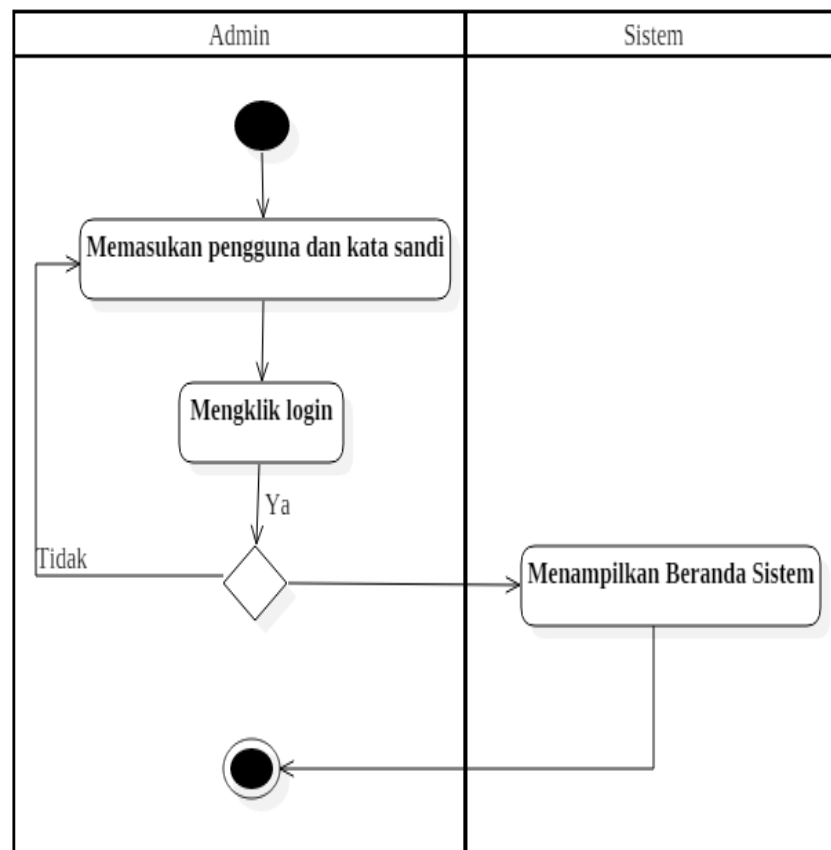 Admin
Sistem
Memasukan pengguna dan kata sandi
Mengklik login
Ya
Tidak
Menampilkan Beranda Sistem